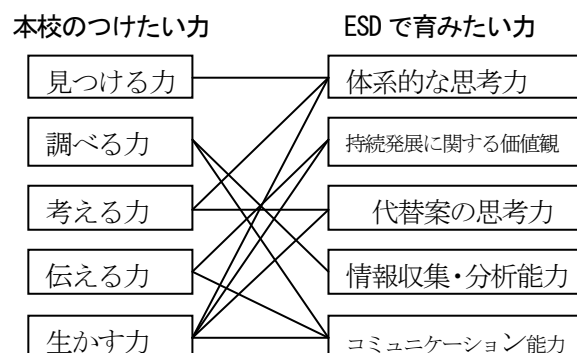 本校のつけたい力
ESDで育みたい力
見つける力
体系的な思考力
調べる力
持続発展に関する価値観
考える力
代替案の思考力
伝える力
情報収集・分析能力
生かす力
コミュニケーション能力